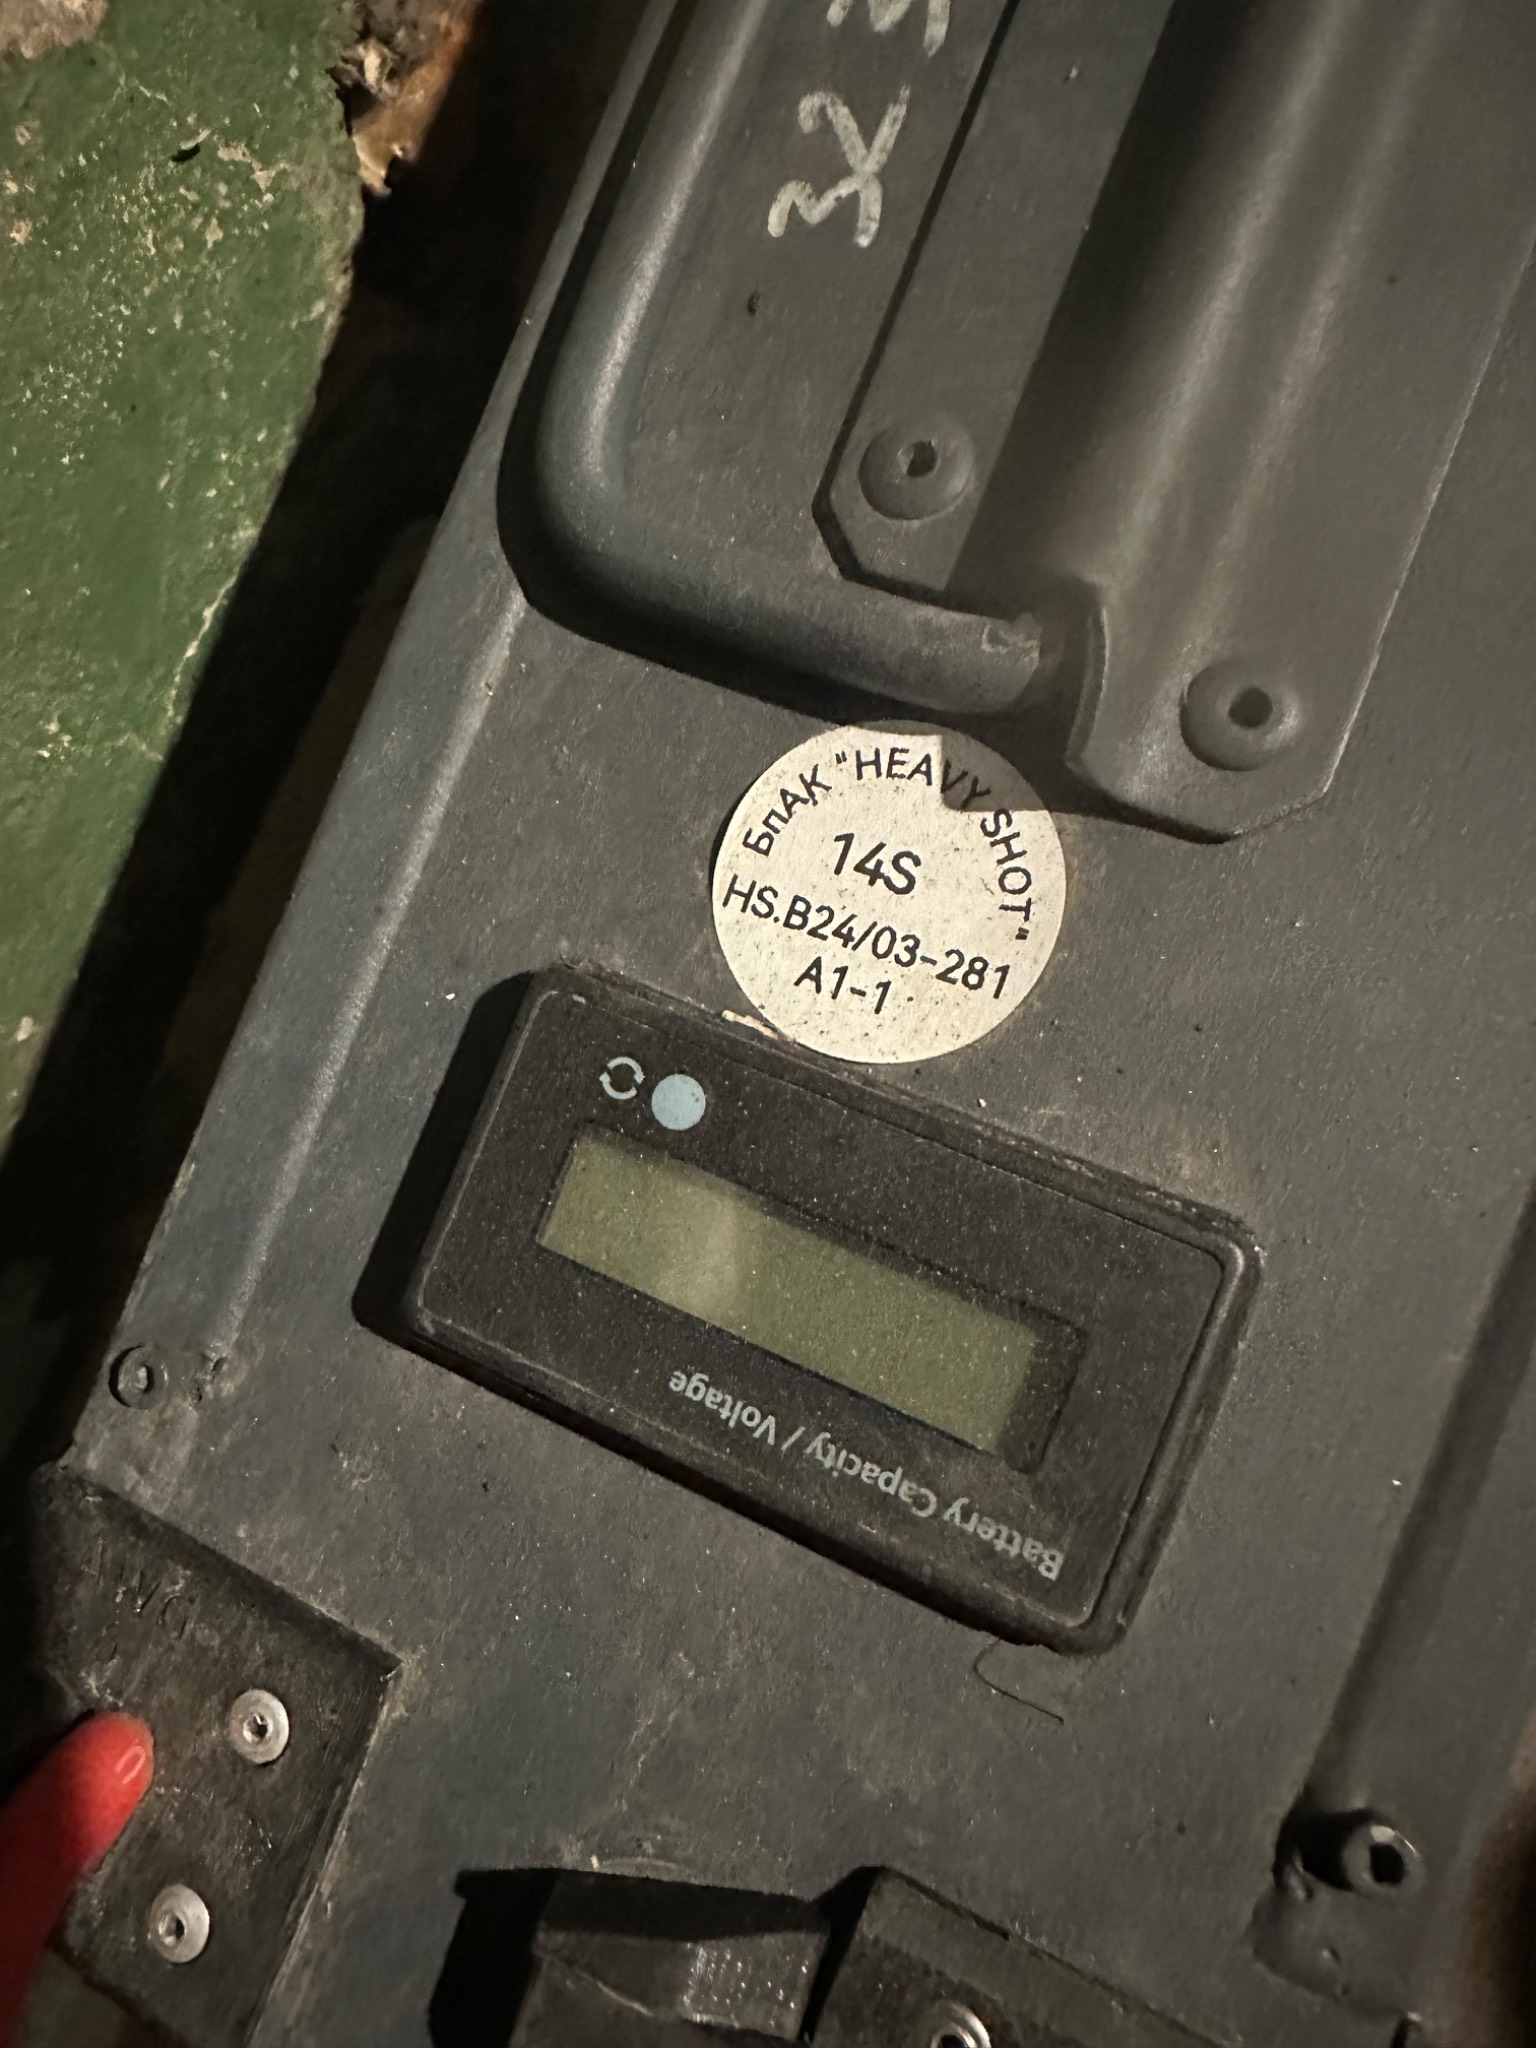 БпАК "HEAVY SHOT"
14S
HS.B24/03-281
A1-1
Battery Capacity / Voltage